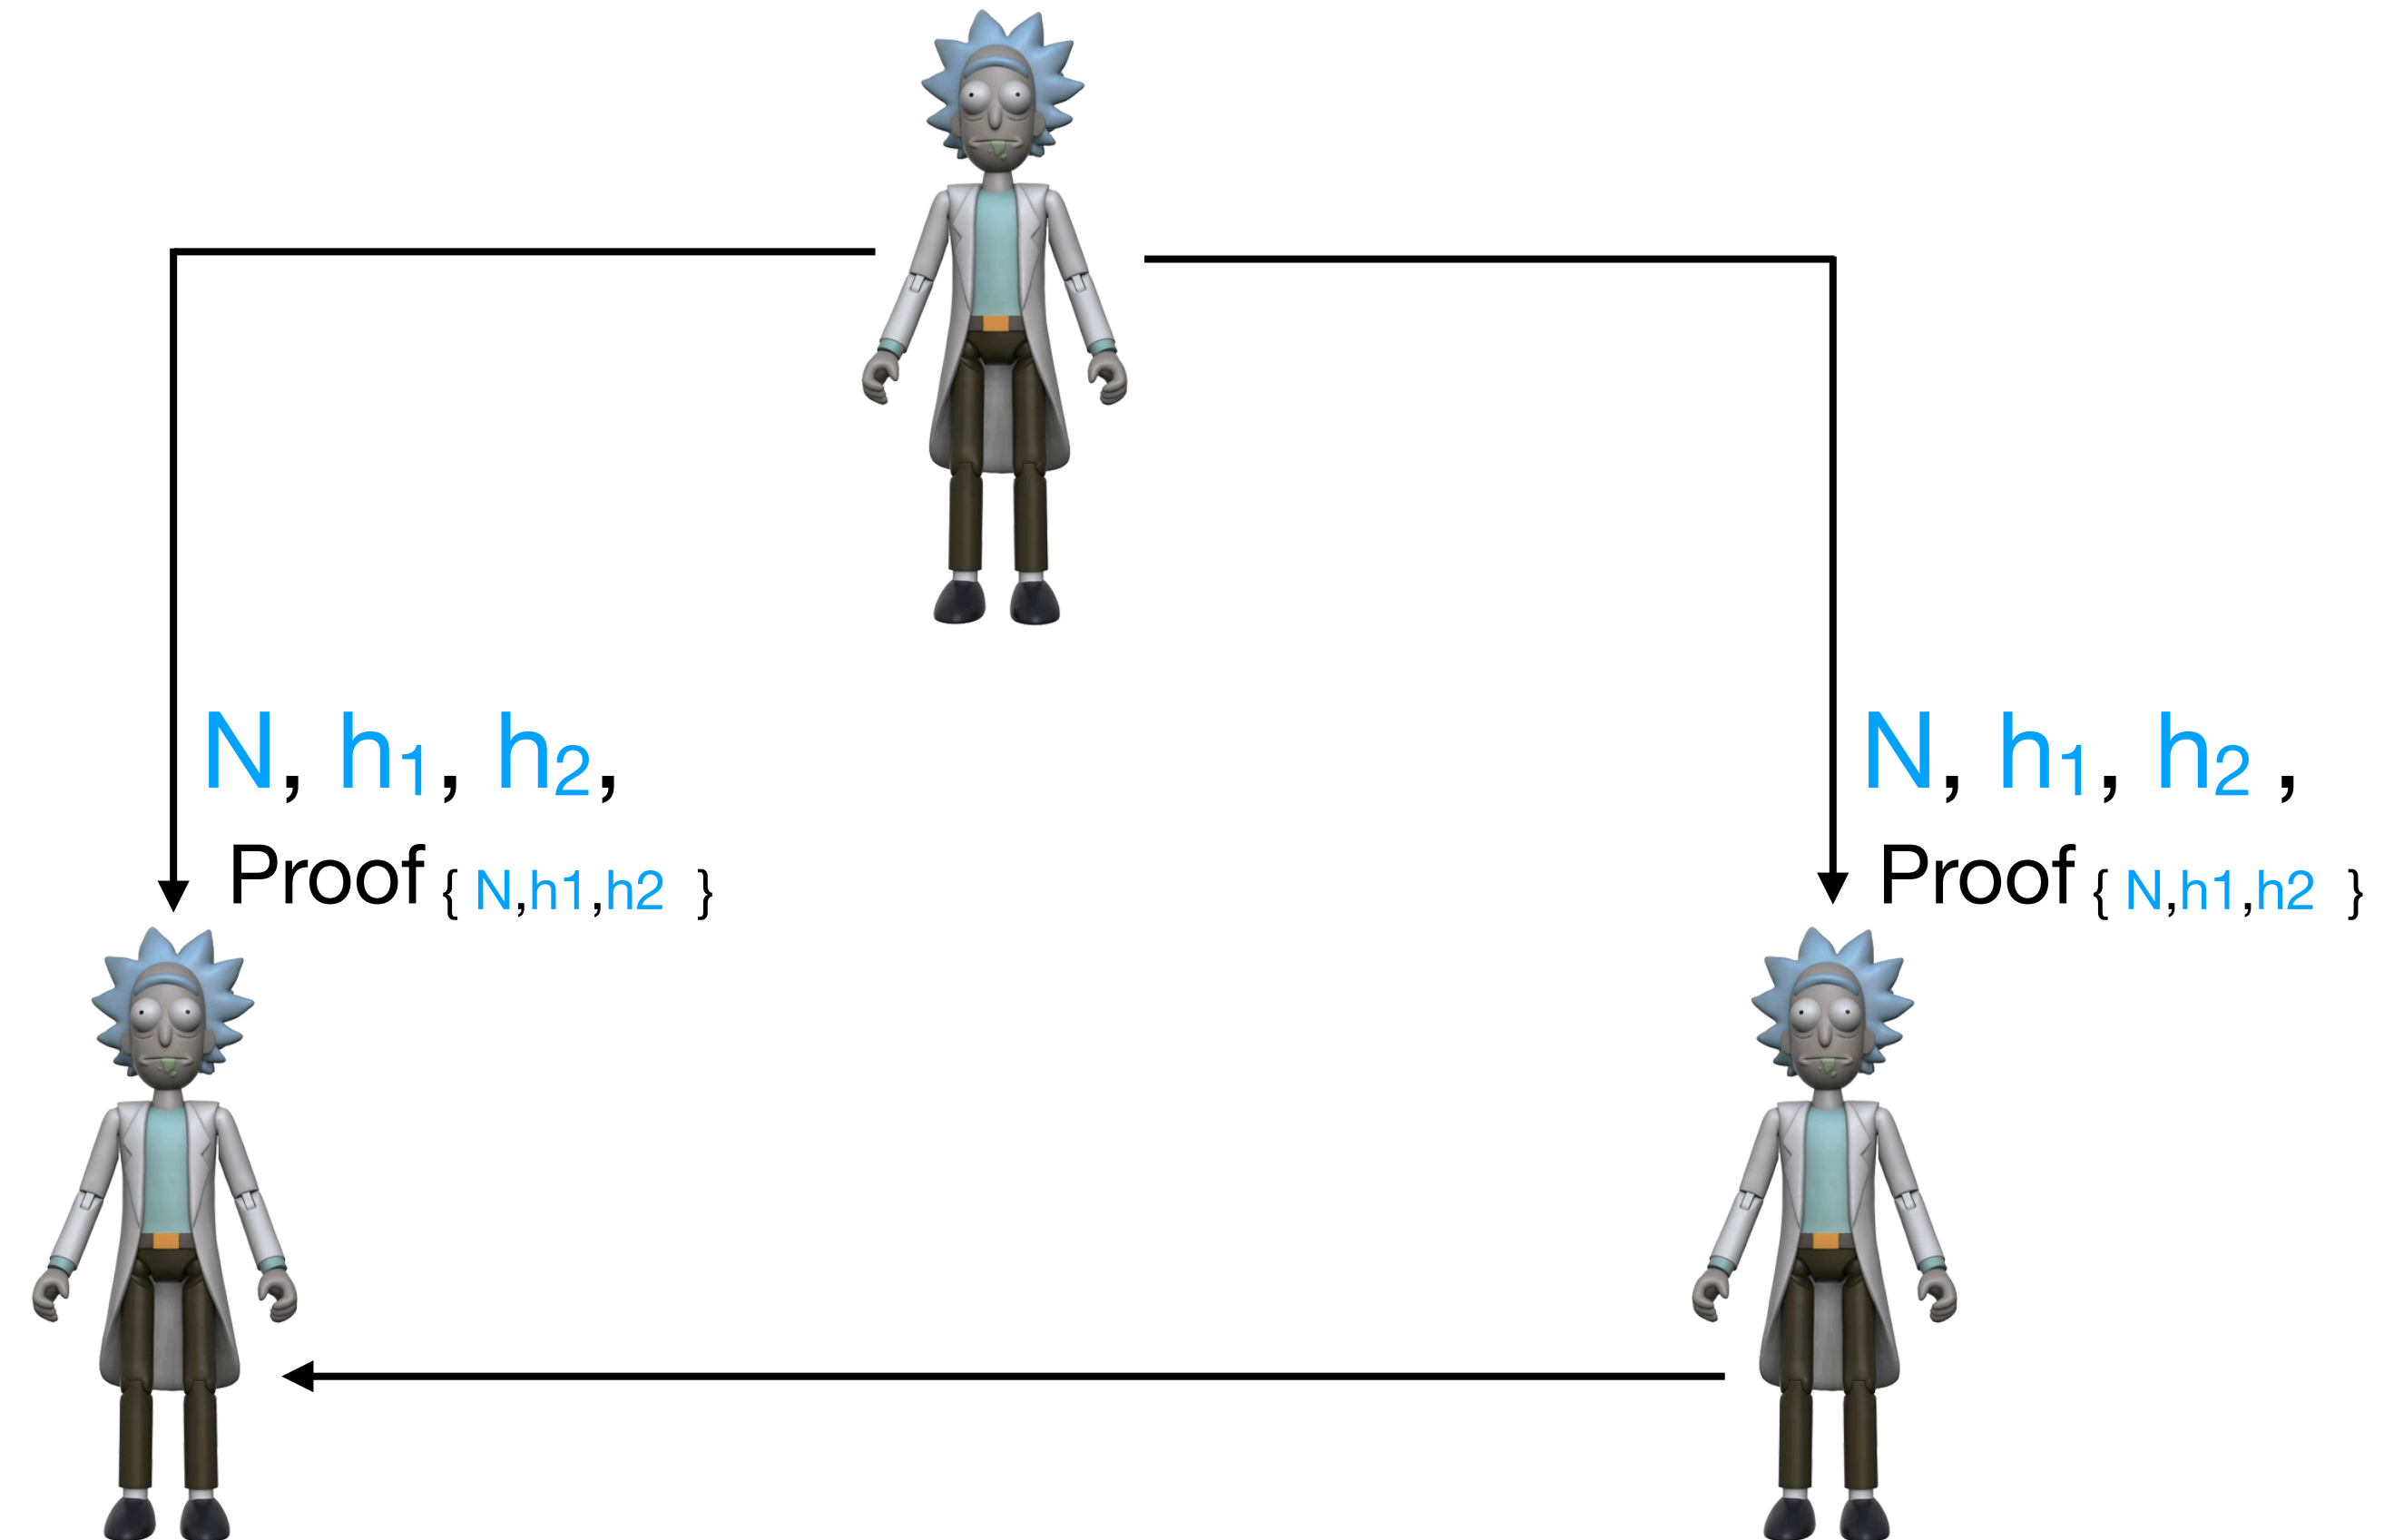 N, h1, h2,
Proof { N,h1,h2 }
N, h1, h2 ,
Proof { N,h1,h2 }